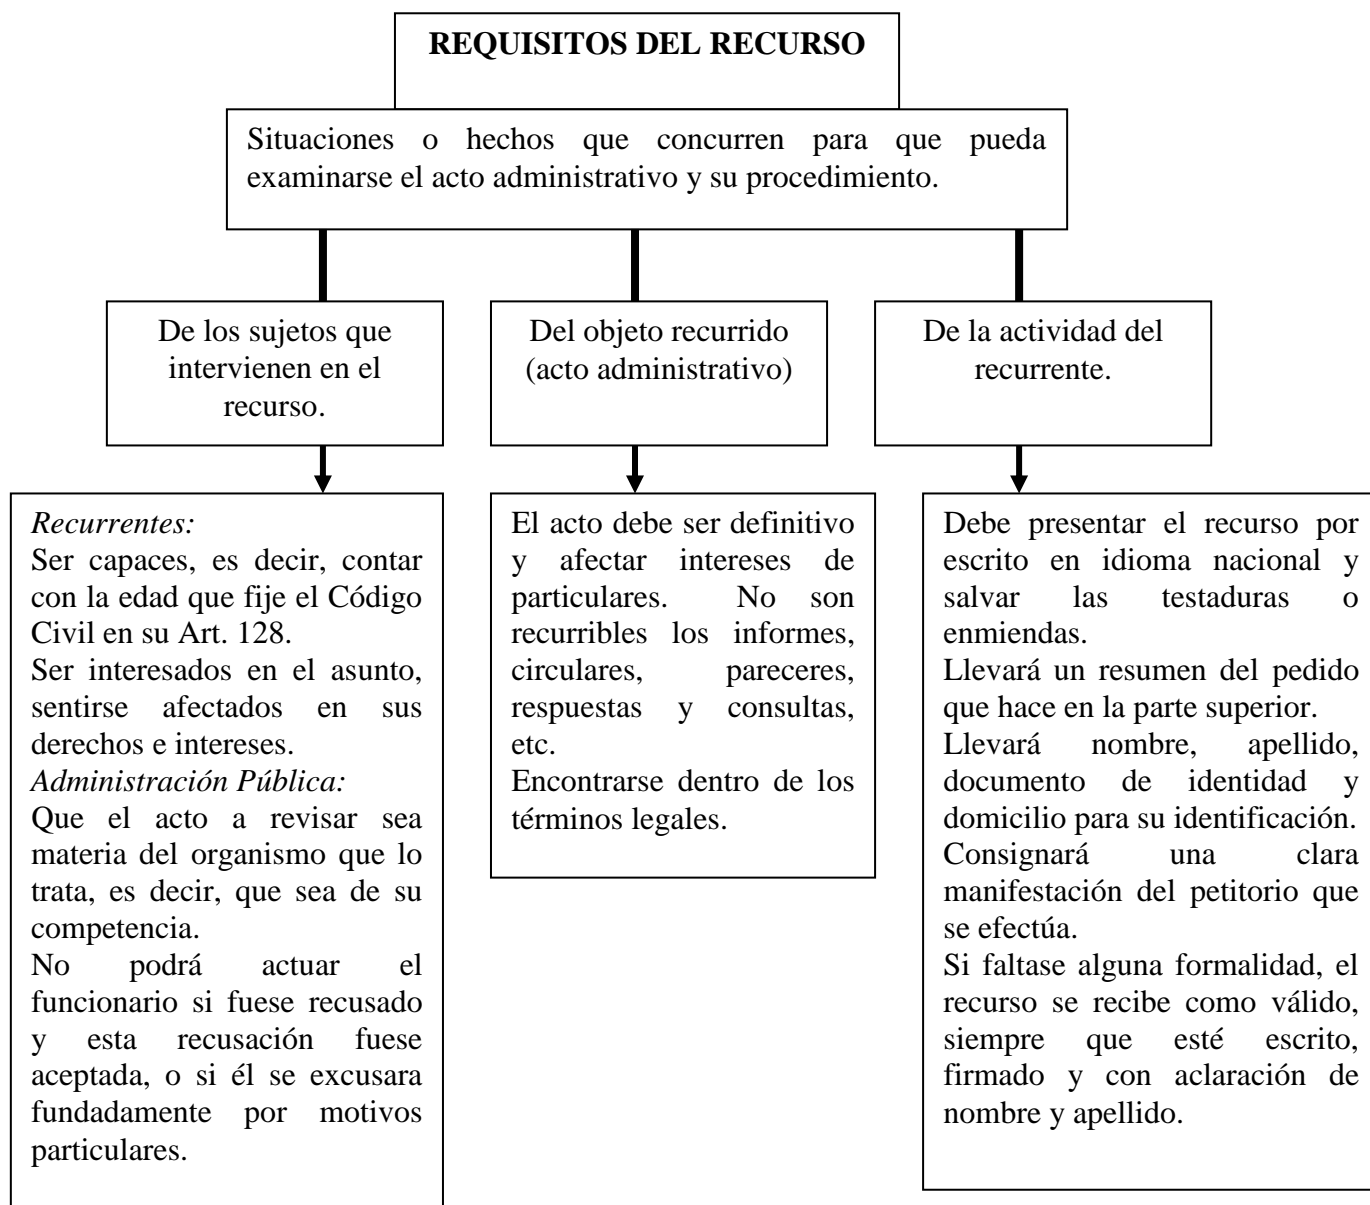 REQUISITOS DEL RECURSO
Situaciones o hechos que concurren para que pueda
examinarse el acto administrativo y su procedimiento.
De los sujetos que
intervienen en el
recurso.
Del objeto recurrido
(acto administrativo)
De la actividad del
recurrente.
Recurrentes:
Ser capaces, es decir, contar
con la edad que fije el Código
Civil en su Art. 128.
Ser interesados en el asunto,
sentirse afectados en sus
derechos e intereses.
Administración Pública:
Que el acto a revisar sea
materia del organismo que lo
trata, es decir, que sea de su
competencia.
No podrá actuar el
funcionario si fuese recusado
y esta recusación fuese
aceptada, o si él se excusara
fundadamente por motivos
particulares.
El acto debe ser definitivo
y afectar intereses de
particulares. No son
recurribles los informes,
circulares, pareceres,
respuestas y consultas,
etc.
Encontrarse dentro de los
términos legales.
Debe presentar el recurso por
escrito en idioma nacional y
salvar las testaduras o
enmiendas.
Llevará un resumen del pedido
que hace en la parte superior.
Llevará nombre, apellido,
documento de identidad y
domicilio para su identificación.
Consignará una clara
manifestación del petitorio que
se efectúa.
Si faltase alguna formalidad, el
recurso se recibe como válido,
siempre que esté escrito,
firmado y con aclaración de
nombre y apellido.